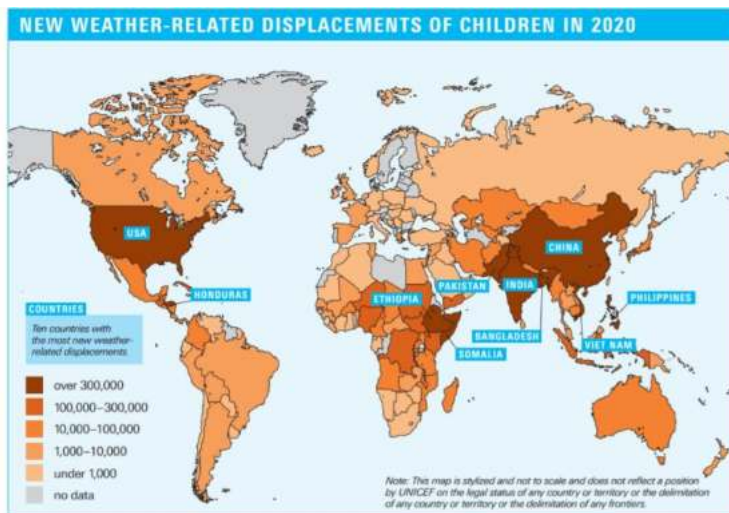 NEW WEATHER-RELATED DISPLACEMENTS OF CHILDREN IN 2020
USA
CHINA
HONDURAS
PAKISTAN
INDIA
ETHIOPIA
PHILIPPINES
BANGLADESH
VIET NAM
SOMALIA
COUNTRIES
Ten countries with
the most new weather-
related displacements
over 300,000
100,000–300,000
10,000–100,000
1,000–10,000
under 1,000
no data
Note: This map is stylized and not to scale and does not reflect a position
by UNICEF on the legal status of any country or territory or the delimitation
of any country or territory or the delimitation of any frontiers.